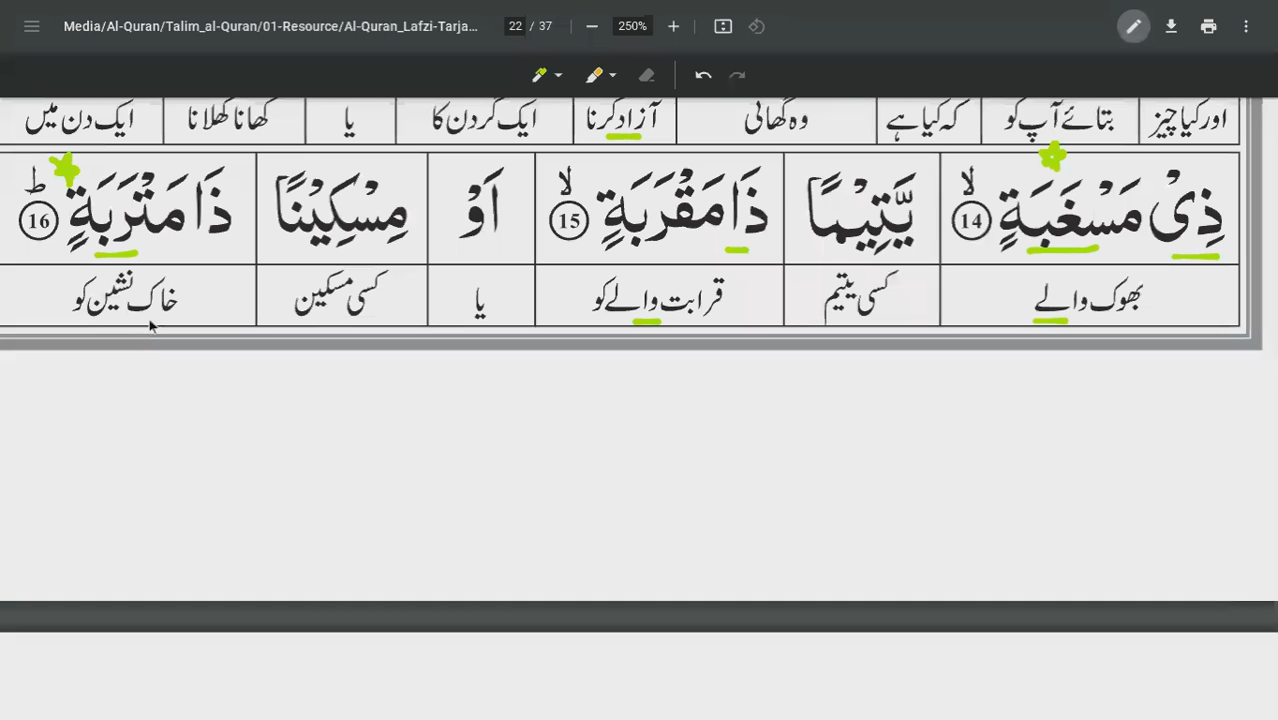 Media/Al-Quran/Talim_al-Quran/01-Resource/Al-Quran_Lafzi-Tarja... 22 / 37 250%
اور کیا چیز بتائے آپ کو کہ کیا ہے وہ گھاٹی آزاد کرنا ایک گردن کا یا کھانا کھلانا ایک دن میں
ذِیْ مَسْغَبَةٍ ۙ 14 یَّتِیْمًا ذَا مَقْرَبَةٍ ۙ 15 اَوْ مِسْكِیْنًا ذَا مَتْرَبَةٍ ؕ 16
بھوک والے کسی یتیم قرابت والے کو یا کسی مسکین خاک نشین کو